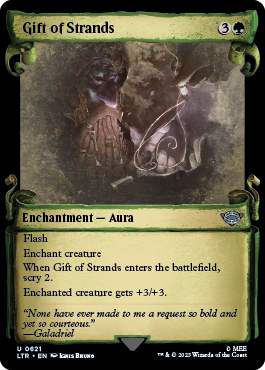 Gift of Strands 3
Enchantment — Aura
Flash
Enchant creature
When Gift of Strands enters the battlefield,
scry 2.
Enchanted creature gets +3/+3.
"None have ever made to me a request so bold and
yet so courteous."
—Galadriel
U 0621
LTR • EN Ignis Bruno
™ & © 2023 Wizards of the Coast